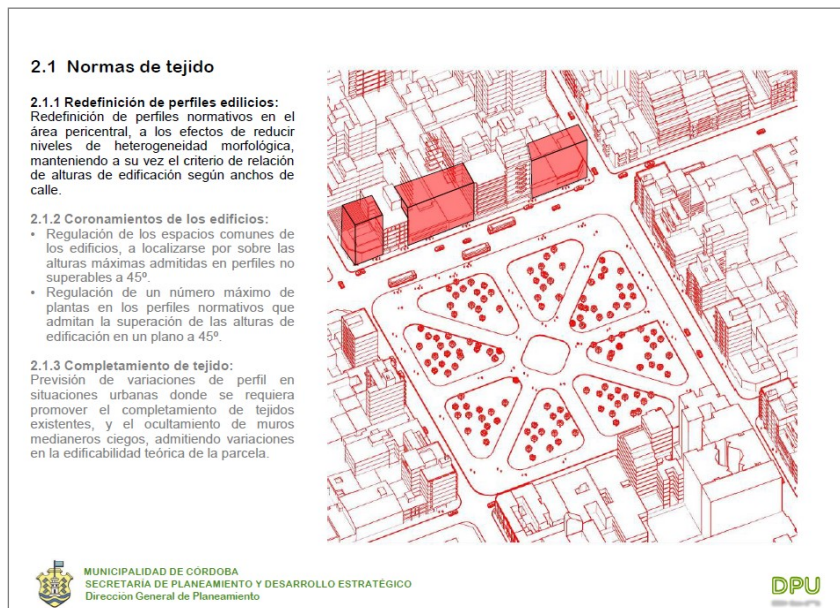 2.1 Normas de tejido
2.1.1 Redefinición de perfiles edilicios:
Redefinición de perfiles normativos en el
área pericentral, a los efectos de reducir
niveles de heterogeneidad morfológica,
manteniendo a su vez el criterio de relación
de alturas de edificación según anchos de
calle.
2.1.2 Coronamientos de los edificios:
• Regulación de los espacios comunes de
los edificios, a localizarse por sobre las
alturas máximas admitidas en perfiles no
superables a 45º.
• Regulación de un número máximo de
plantas en los perfiles normativos que
admitan la superación de las alturas de
edificación en un plano a 45º.
2.1.3 Completamiento de tejido:
Previsión de variaciones de perfil en
situaciones urbanas donde se requiera
promover el completamiento de tejidos
existentes, y el ocultamiento de muros
medianeros ciegos, admitiendo variaciones
en la edificabilidad teórica de la parcela.
MUNICIPALIDAD DE CÓRDOBA
SECRETARÍA DE PLANEAMIENTO Y DESARROLLO ESTRATÉGICO
Dirección General de Planeamiento
DPU